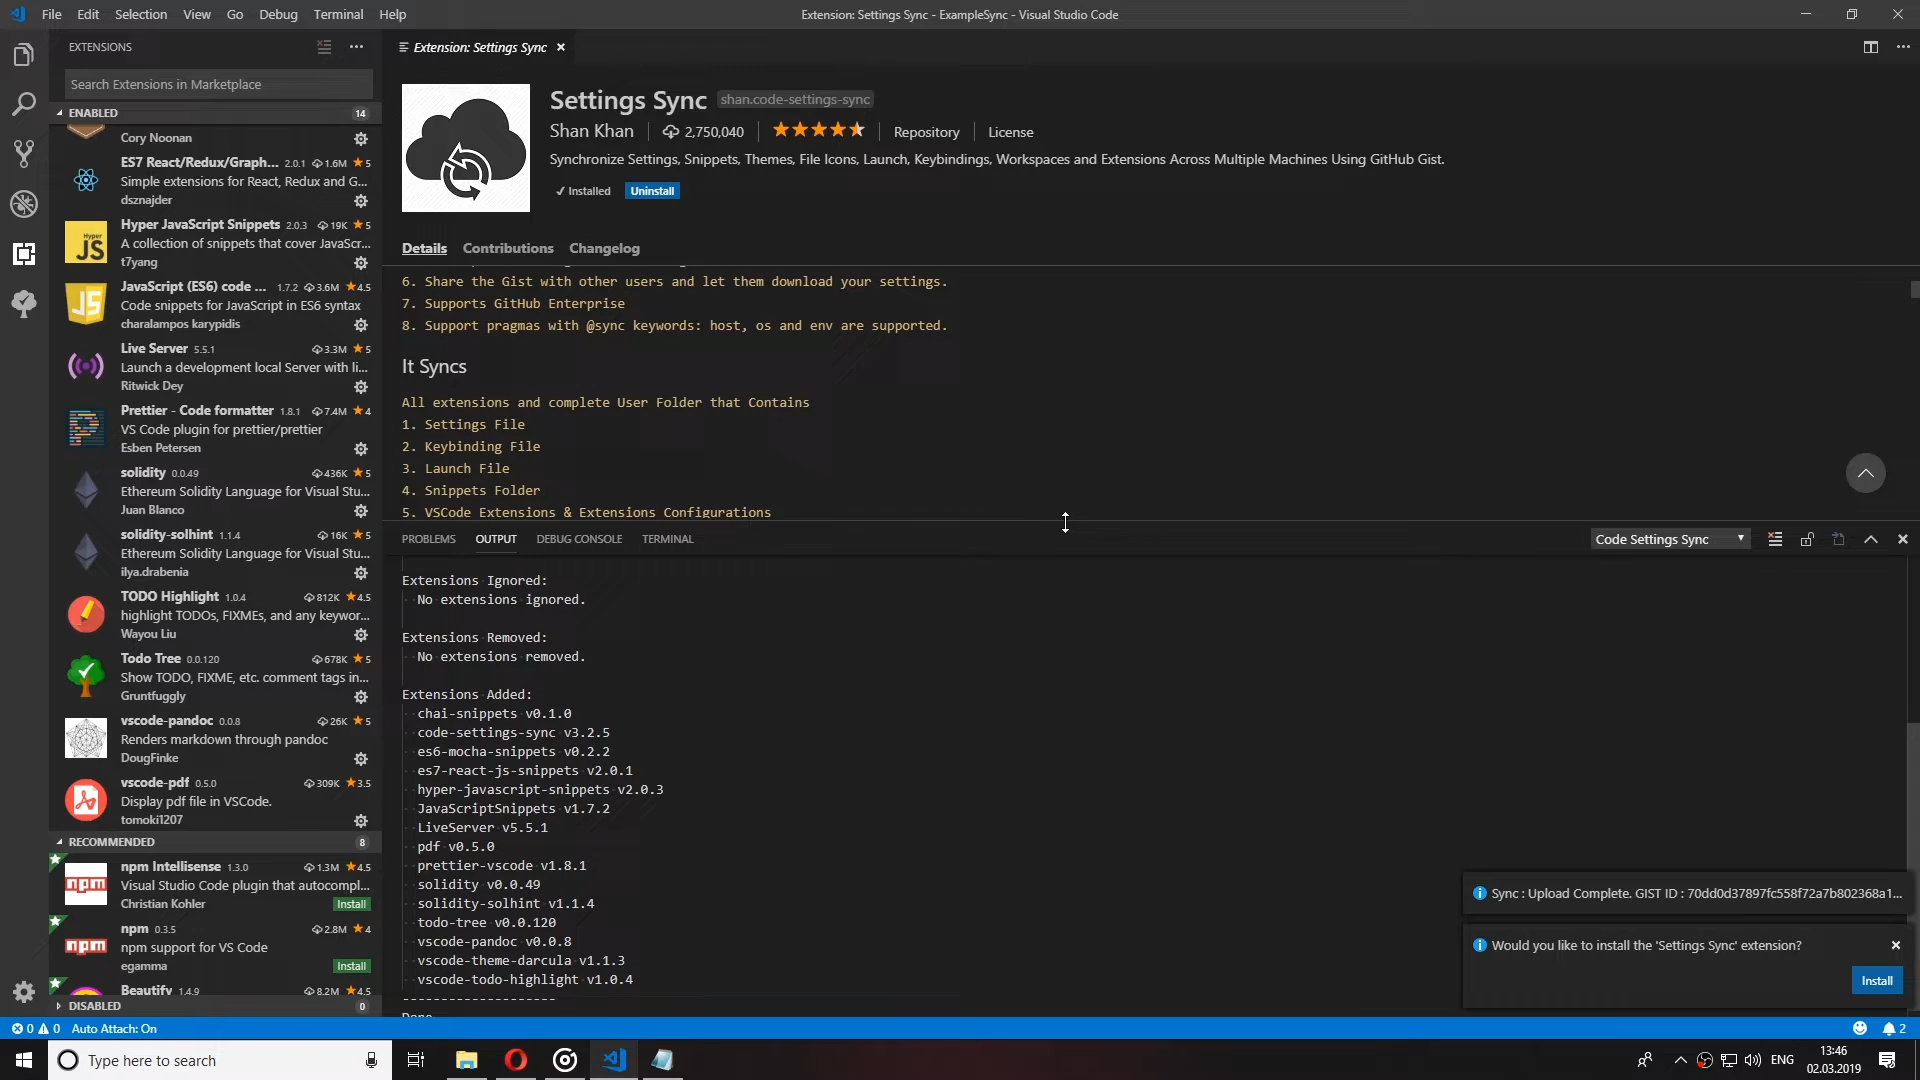 File Edit Selection View Go Debug Terminal Help
Extension: Settings Sync - ExampleSync - Visual Studio Code
EXTENSIONS
Search Extensions in Marketplace
ENABLED 14
Cory Noonan
ES7 React/Redux/Graph... 2.0.1 1.6M 5
Simple extensions for React, Redux and G...
dsznajder
Hyper JavaScript Snippets 2.0.3 19K 5
A collection of snippets that cover JavaScr...
t7yang
JavaScript (ES6) code ... 1.7.2 3.6M 4.5
Code snippets for JavaScript in ES6 syntax
charalampos karypidis
Live Server 5.5.1 3.3M 5
Launch a development local Server with li...
Ritwick Dey
Prettier - Code formatter 1.8.1 7.4M 4
VS Code plugin for prettier/prettier
Esben Petersen
solidity 0.0.49 436K 5
Ethereum Solidity Language for Visual Stu...
Juan Blanco
solidity-solhint 1.1.4 16K 5
Ethereum Solidity Language for Visual Stu...
ilya.drabenia
TODO Highlight 1.0.4 812K 4.5
highlight TODOs, FIXMEs, and any keywor...
Wayou Liu
Todo Tree 0.0.120 678K 5
Show TODO, FIXME, etc. comment tags in...
Gruntfuggly
vscode-pandoc 0.0.8 26K 5
Renders markdown through pandoc
DougFinke
vscode-pdf 0.5.0 309K 3.5
Display pdf file in VSCode.
tomoki1207
RECOMMENDED 8
npm Intellisense 1.3.0 1.3M 4.5
Visual Studio Code plugin that autocompl...
Christian Kohler Install
npm 0.3.5 2.8M 4
npm support for VS Code
egamma Install
Beautify 1.4.9 8.2M 4.5
DISABLED 0
Extension: Settings Sync
Settings Sync shan.code-settings-sync
Shan Khan 2,750,040 Repository License
Synchronize Settings, Snippets, Themes, File Icons, Launch, Keybindings, Workspaces and Extensions Across Multiple Machines Using GitHub Gist.
Installed Uninstall
Details Contributions Changelog
6. Share the Gist with other users and let them download your settings.
7. Supports GitHub Enterprise
8. Support pragmas with @sync keywords: host, os and env are supported.
It Syncs
All extensions and complete User Folder that Contains
1. Settings File
2. Keybinding File
3. Launch File
4. Snippets Folder
5. VSCode Extensions & Extensions Configurations
PROBLEMS OUTPUT DEBUG CONSOLE TERMINAL Code Settings Sync
Extensions Ignored:
No extensions ignored.
Extensions Removed:
No extensions removed.
Extensions Added:
chai-snippets v0.1.0
code-settings-sync v3.2.5
es6-mocha-snippets v0.2.2
es7-react-js-snippets v2.0.1
hyper-javascript-snippets v2.0.3
JavaScriptSnippets v1.7.2
LiveServer v5.5.1
pdf v0.5.0
prettier-vscode v1.8.1
solidity v0.0.49
solidity-solhint v1.1.4
todo-tree v0.0.120
vscode-pandoc v0.0.8
vscode-theme-darcula v1.1.3
vscode-todo-highlight v1.0.4
--------------------
Done
Sync : Upload Complete. GIST ID : 70dd0d37897fc558f72a7b802368a1...
Would you like to install the 'Settings Sync' extension?
Install
0 0 Auto Attach: On 2
Type here to search
ENG 13:46
02.03.2019